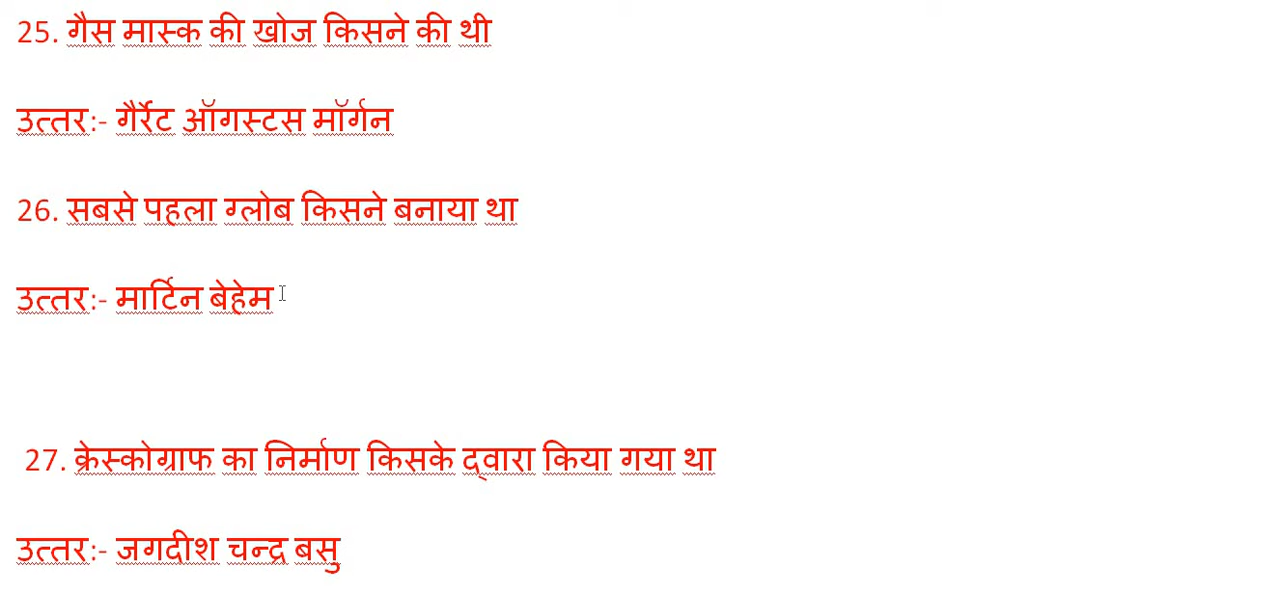 25. गैस मास्क की खोज किसने की थी
उत्तर:- गैर्रेट ऑगस्टस मॉर्गन
26. सबसे पहला ग्लोब किसने बनाया था
उत्तर:- मार्टिन बेहेम
27. क्रेस्कोग्राफ का निर्माण किसके द्वारा किया गया था
उत्तर:- जगदीश चन्द्र बसु